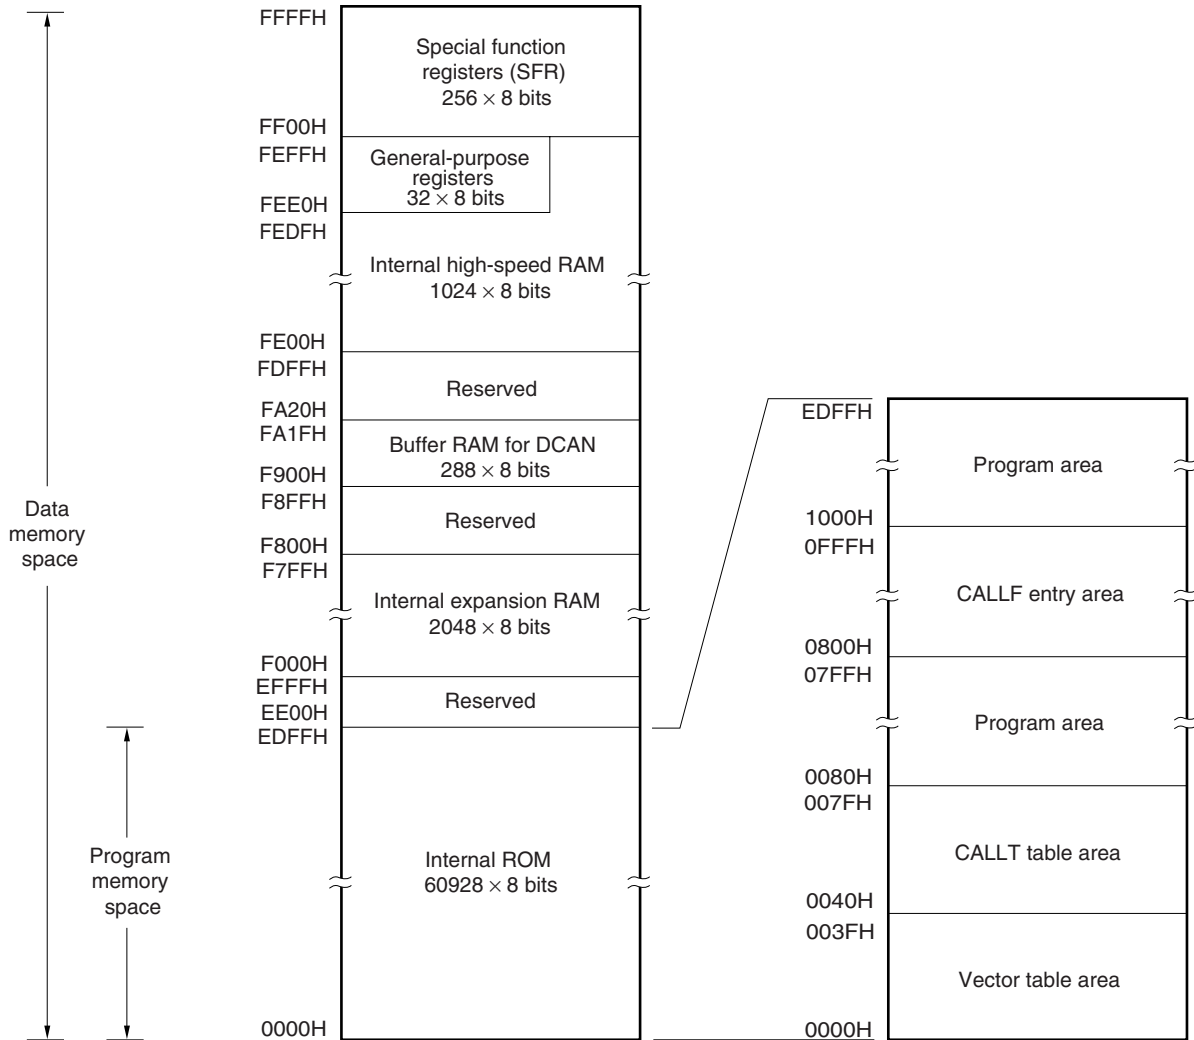 FFFFH
Special function
registers (SFR)
256 × 8 bits
FF00H
FEFFH
General-purpose
registers
32 × 8 bits
FEE0H
FEDFH
Internal high-speed RAM
1024 × 8 bits
FE00H
FDFFH
Reserved
FA20H
FA1FH
Buffer RAM for DCAN
288 × 8 bits
F900H
F8FFH
Reserved
F800H
F7FFH
Internal expansion RAM
2048 × 8 bits
F000H
EFFFH
Reserved
EE00H
EDFFH
Internal ROM
60928 × 8 bits
0000H
Data
memory
space
Program
memory
space
EDFFH
Program area
1000H
0FFFH
CALLF entry area
0800H
07FFH
Program area
0080H
007FH
CALLT table area
0040H
003FH
Vector table area
0000H